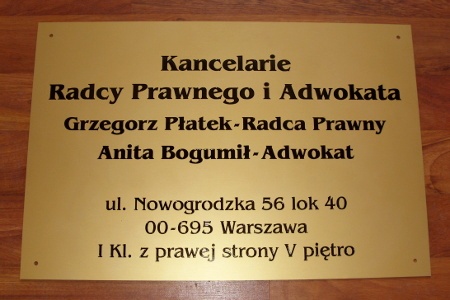 Kancelarie
Radcy Prawnego i Adwokata
Grzegorz Płatek-Radca Prawny
Anita Bogumił-Adwokat
ul. Nowogrodzka 56 lok 40
00-695 Warszawa
I Kl. z prawej strony V piętro